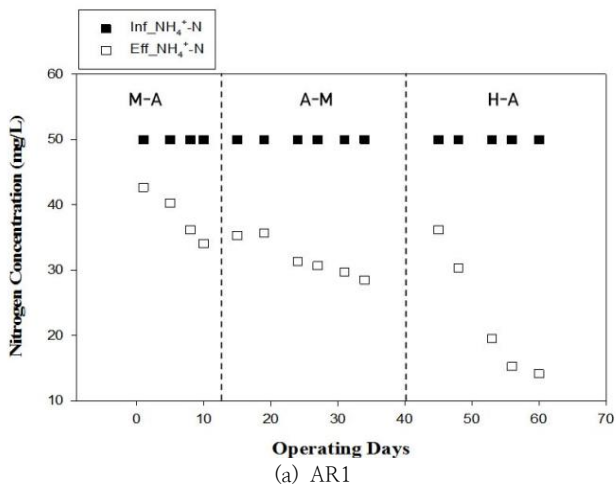 Inf_NH₄⁺-N
Eff_NH₄⁺-N
60
50
40
30
20
10
Nitrogen Concentration (mg/L)
M-A
A-M
H-A
0 10 20 30 40 50 60 70
Operating Days
(a) AR1